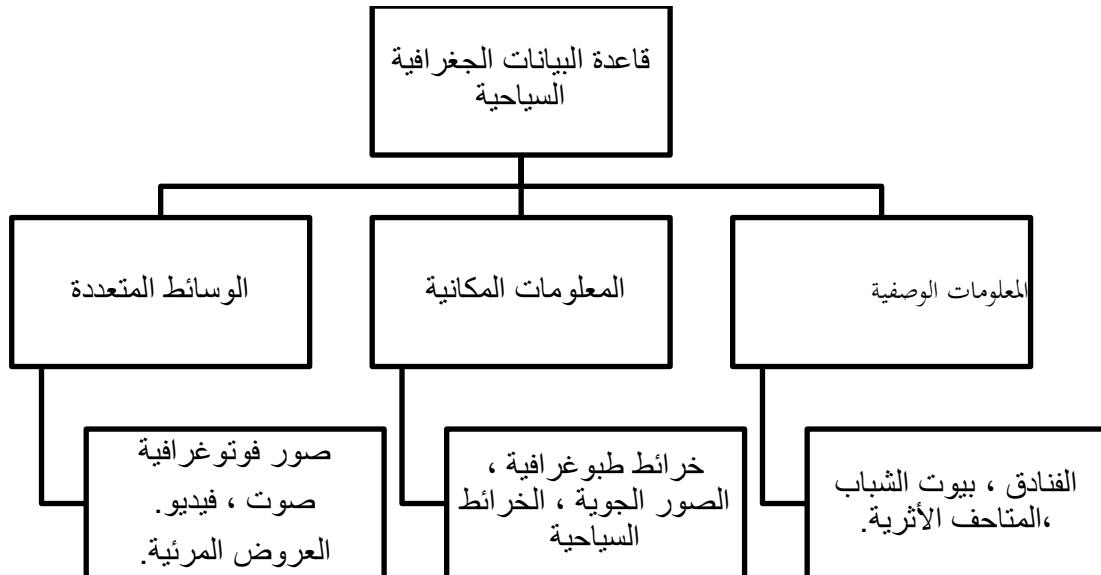 قاعدة البيانات الجغرافية
السياحية
المعلومات الوصفية
المعلومات المكانية
الوسائط المتعددة
الفنادق ، بيوت الشباب
،المتاحف الأثرية.
خرائط طبوغرافية ،
الصور الجوية ، الخرائط
السياحية
صور فوتوغرافية
صوت ، فيديو.
العروض المرئية.